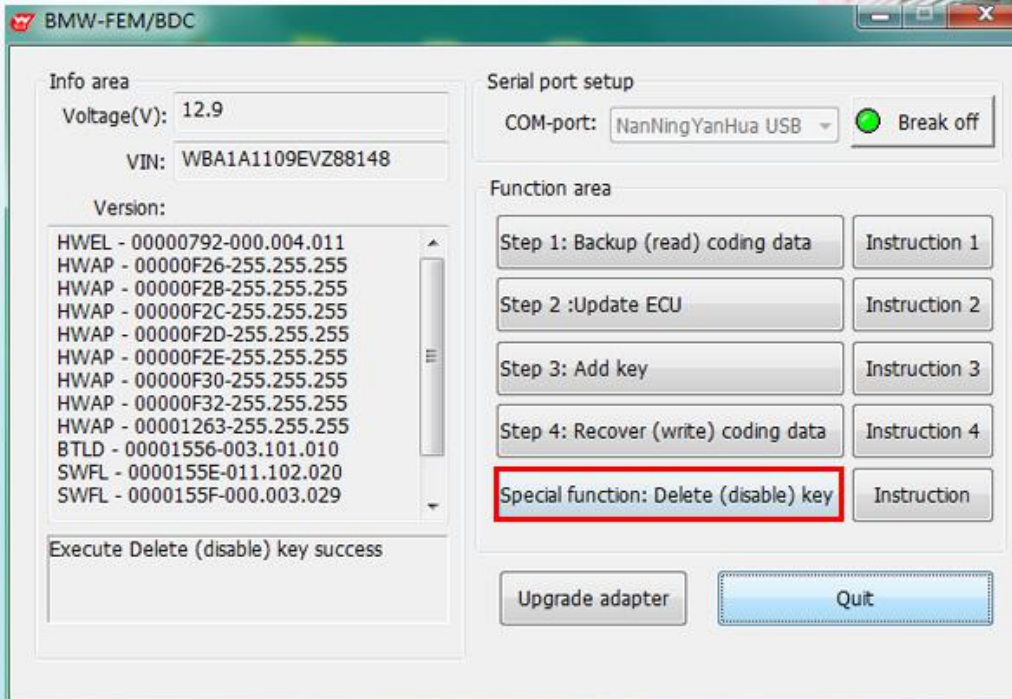 BMW-FEM/BDC
Info area
Voltage(V): 12.9
VIN: WBA1A1109EVZ88148
Version:
HWEL - 00000792-000.004.011
HWAP - 00000F26-255.255.255
HWAP - 00000F2B-255.255.255
HWAP - 00000F2C-255.255.255
HWAP - 00000F2D-255.255.255
HWAP - 00000F2E-255.255.255
HWAP - 00000F30-255.255.255
HWAP - 00000F32-255.255.255
HWAP - 00001263-255.255.255
BTLD - 00001556-003.101.010
SWFL - 0000155E-011.102.020
SWFL - 0000155F-000.003.029
Execute Delete (disable) key success
Serial port setup
COM-port: NanNingYanHua USB Break off
Function area
Step 1: Backup (read) coding data Instruction 1
Step 2 :Update ECU Instruction 2
Step 3: Add key Instruction 3
Step 4: Recover (write) coding data Instruction 4
Special function: Delete (disable) key Instruction
Upgrade adapter Quit